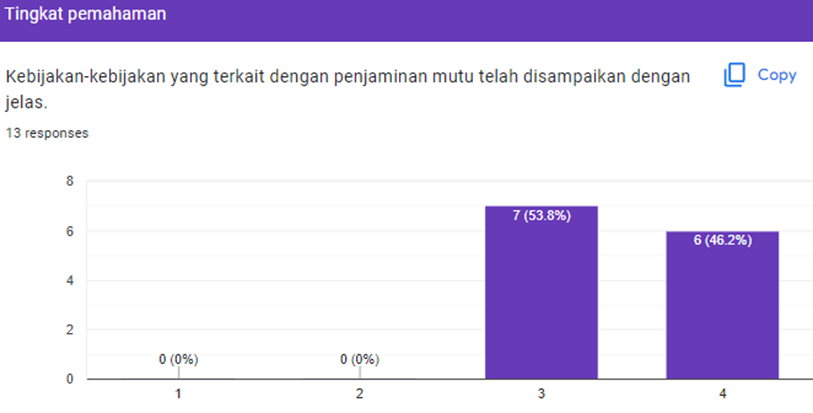 Tingkat pemahaman
Kebijakan-kebijakan yang terkait dengan penjaminan mutu telah disampaikan dengan
jelas.
Copy
13 responses
8
6
4
2
0
0 (0%)
0 (0%)
7 (53.8%)
6 (46.2%)
1
2
3
4